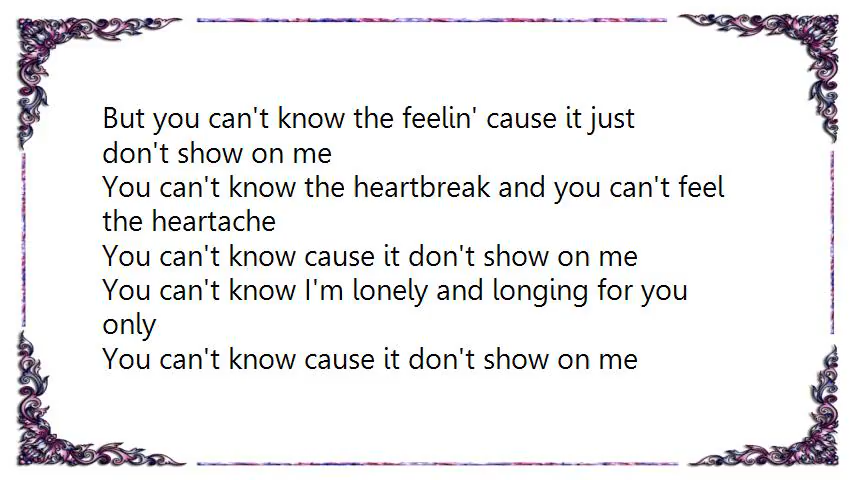 But you can't know the feelin' cause it just
don't show on me
You can't know the heartbreak and you can't feel
the heartache
You can't know cause it don't show on me
You can't know I'm lonely and longing for you
only
You can't know cause it don't show on me